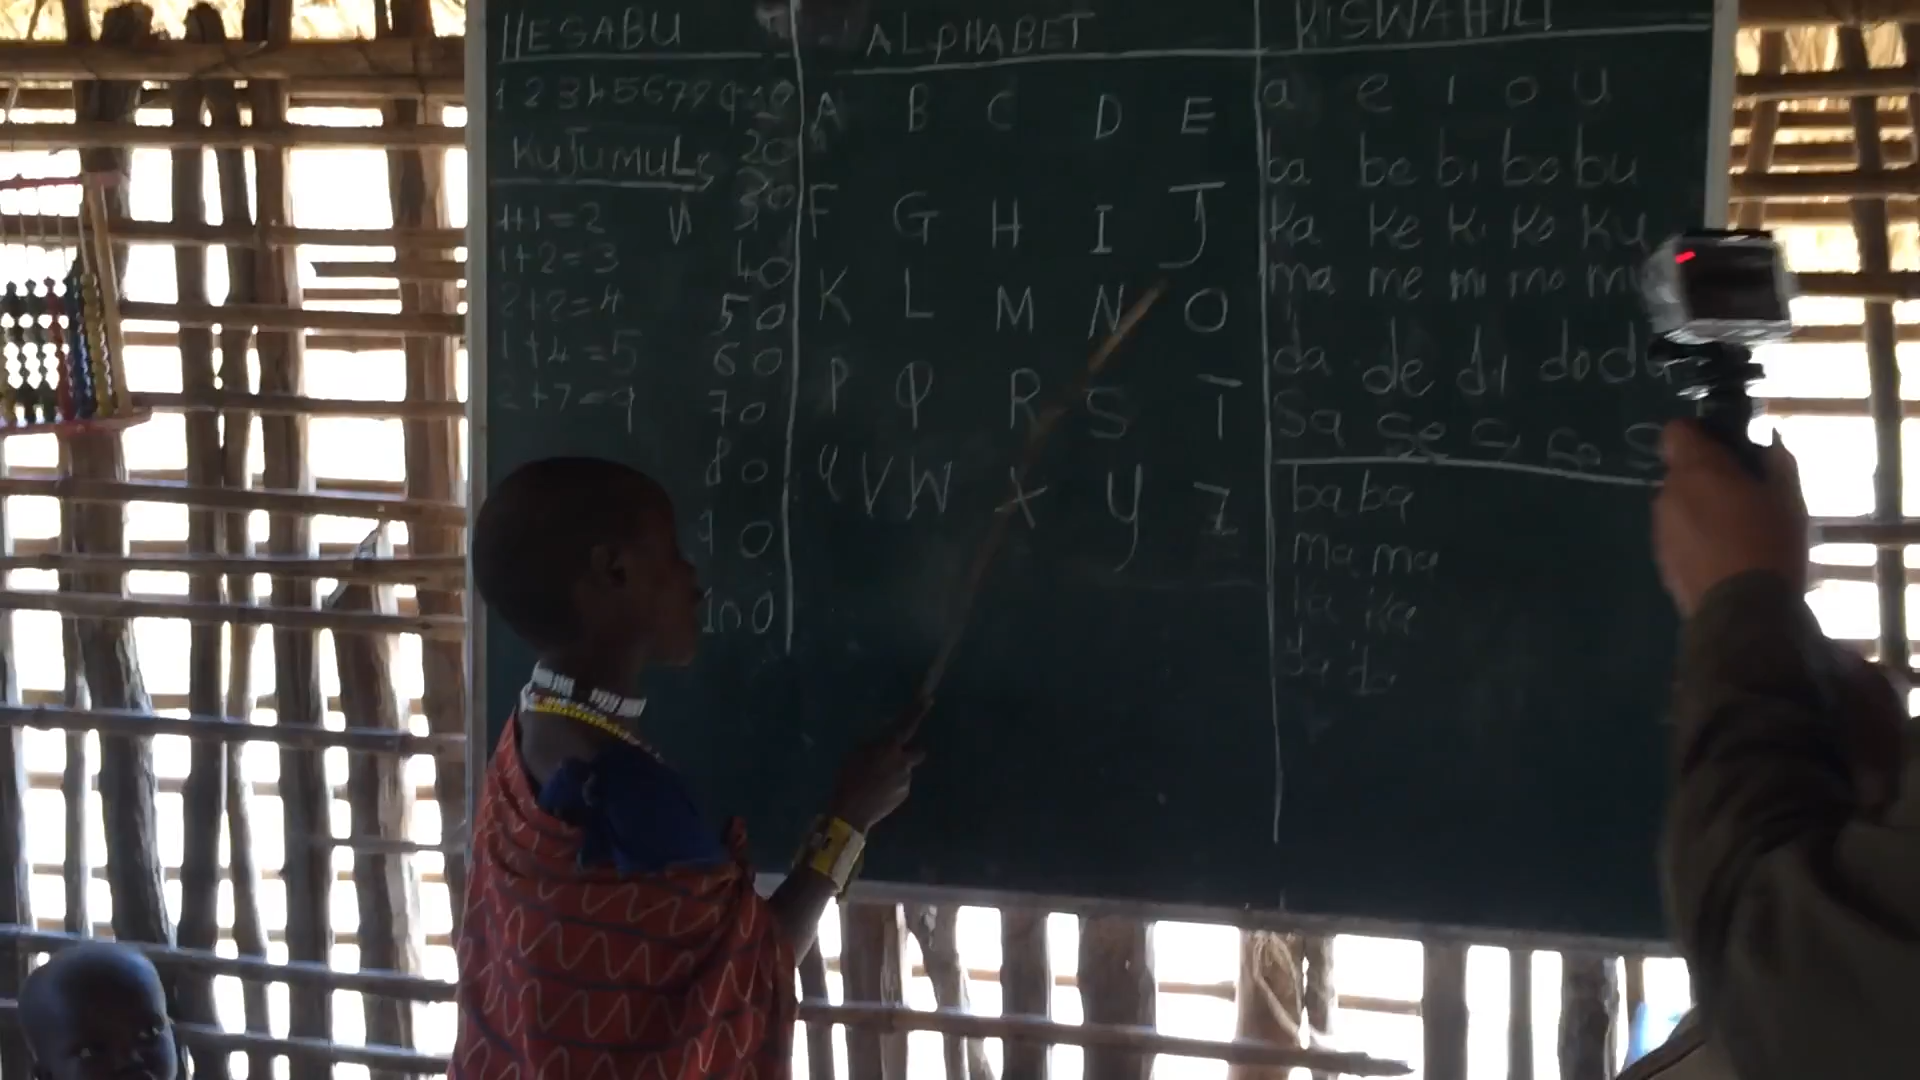 HESABU
1 2 3 4 5 6 7 8 9 10
KUJUMULS
20
30
1+1=2
1+2=3
40
2+2=4
50
1+4=5
60
2+7=9
70
80
90
100
ALPHABET
A B C D E
F G H I J
K L M N O
P Q R S T
U V W X Y Z
KISWAHILI
a e i o u
ba be bi bo bu
ka ke ki ko ku
ma me mi mo mu
da de di do du
sa se si so s
baba
mama
kaka
dada